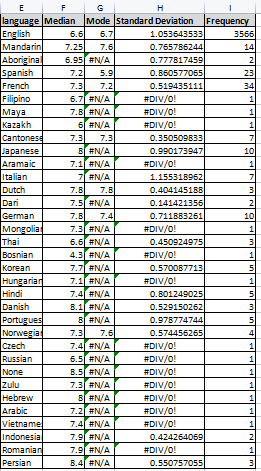 E F G H I
language Median Mode Standard Deviation Frequency
English 6.6 6.7 1.053643533 3566
Mandarin 7.25 7.6 0.765786244 14
Aboriginal 6.95 #N/A 0.777817459 2
Spanish 7.2 5.9 0.860577065 23
French 7.3 7.2 0.519435111 34
Filipino 6.7 #N/A #DIV/0! 1
Maya 7.8 #N/A #DIV/0! 1
Kazakh 6 #N/A #DIV/0! 1
Cantonese 7.3 7.3 0.350509833 7
Japanese 8 #N/A 0.990173947 10
Aramaic 7.1 #N/A #DIV/0! 1
Italian 7 #N/A 1.155318962 7
Dutch 7.8 7.8 0.404145188 3
Dari 7.5 #N/A 0.141421356 2
German 7.8 7.4 0.711883261 10
Mongolia 7.3 #N/A #DIV/0! 1
Thai 6.6 #N/A 0.450924975 3
Bosnian 4.3 #N/A #DIV/0! 1
Korean 7.7 #N/A 0.570087713 5
Hungarian 7.1 #N/A #DIV/0! 1
Hindi 7.4 #N/A 0.801249025 5
Danish 8.1 #N/A 0.529150262 3
Portugues 8 #N/A 0.978774744 5
Norwegian 7.3 7.6 0.574456265 4
Czech 7.4 #N/A #DIV/0! 1
Russian 6.5 #N/A #DIV/0! 1
None 8.5 #N/A #DIV/0! 1
Zulu 7.3 #N/A #DIV/0! 1
Hebrew 8 #N/A #DIV/0! 1
Arabic 7.2 #N/A #DIV/0! 1
Vietname 7.4 #N/A #DIV/0! 1
Indonesia 7.9 #N/A 0.424264069 2
Romanian 7.9 #N/A #DIV/0! 1
Persian 8.4 #N/A 0.550757055 3